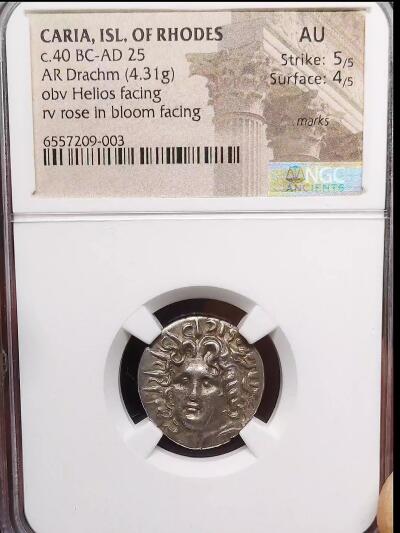 CARIA, ISL. OF RHODES
c.40 BC-AD 25
AR Drachm (4.31g)
obv Helios facing
rv rose in bloom facing
6557209-003
AU
Strike: 5/5
Surface: 4/5
marks
NGC
ANCIENTS